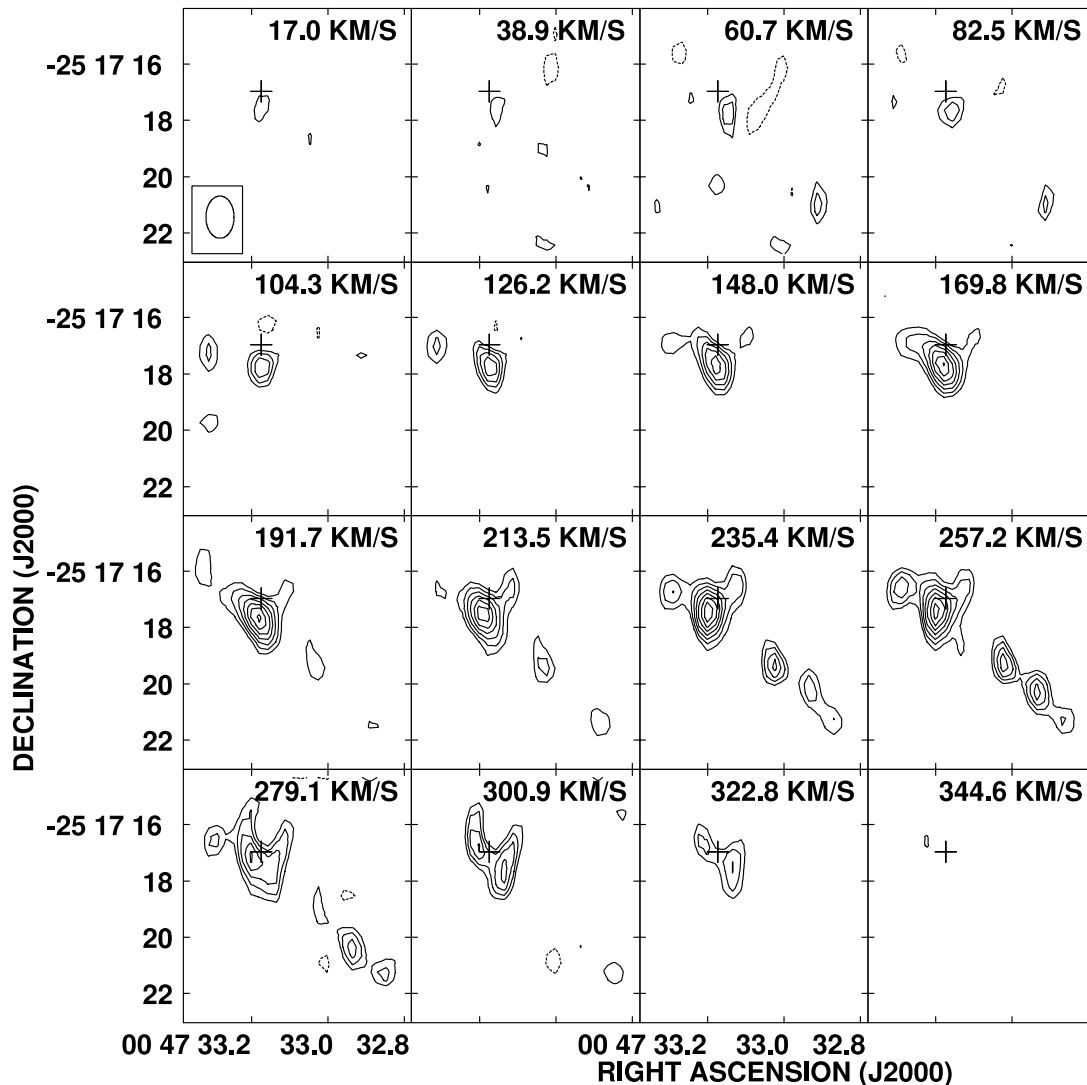 17.0 KM/S 38.9 KM/S 60.7 KM/S 82.5 KM/S
-25 17 16
18
20
22
104.3 KM/S 126.2 KM/S 148.0 KM/S 169.8 KM/S
-25 17 16
18
20
22
191.7 KM/S 213.5 KM/S 235.4 KM/S 257.2 KM/S
-25 17 16
18
20
22
279.1 KM/S 300.9 KM/S 322.8 KM/S 344.6 KM/S
-25 17 16
18
20
22
DECLINATION (J2000)
00 47 33.2 33.0 32.8 00 47 33.2 33.0 32.8
RIGHT ASCENSION (J2000)